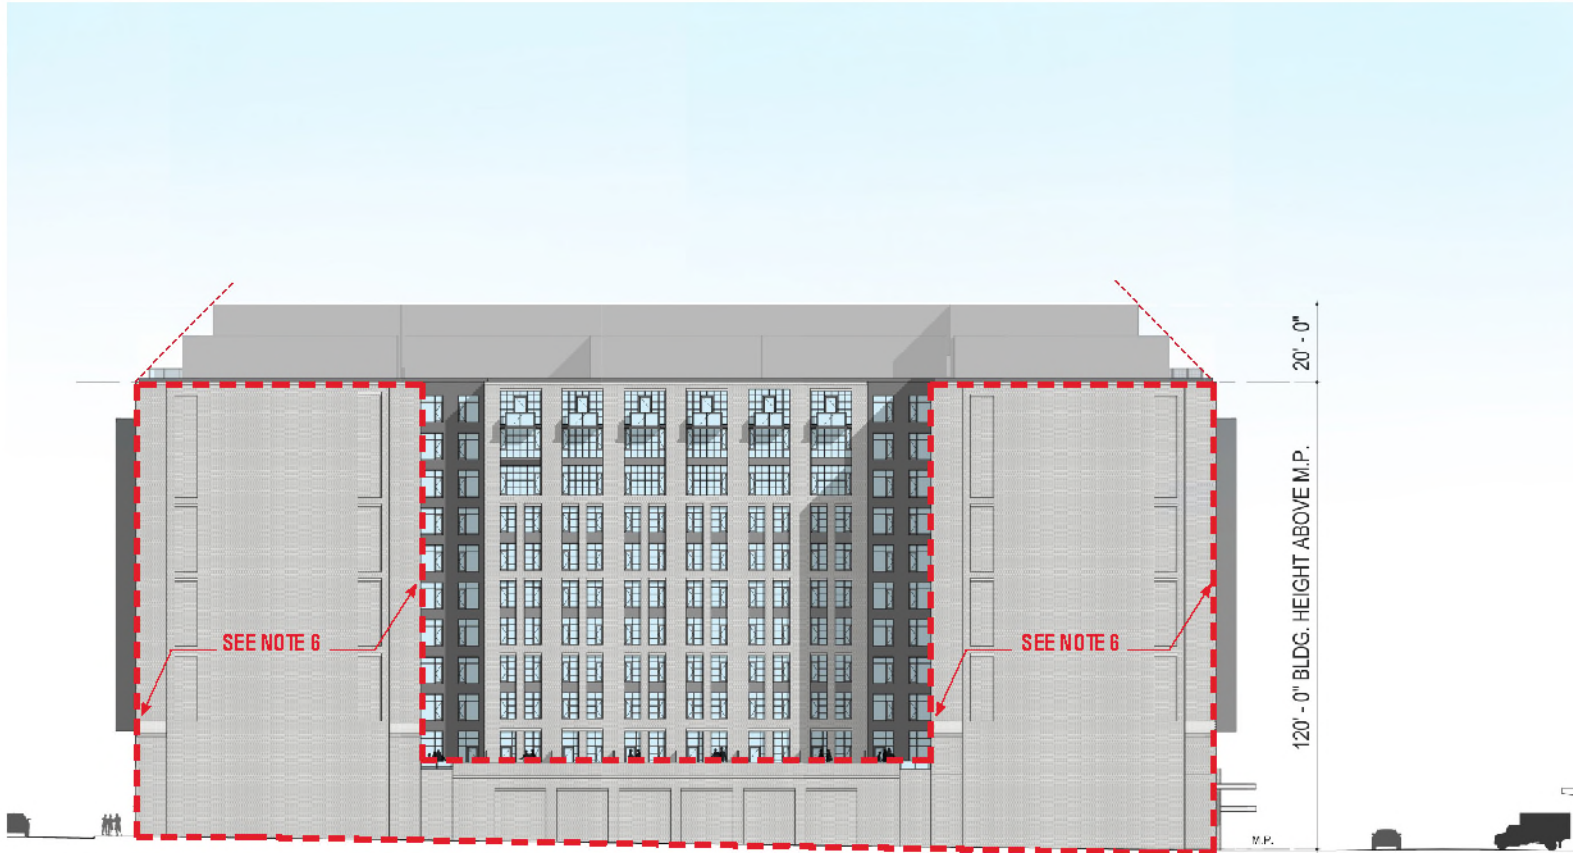 20' - 0"
120' - 0" BLDG. HEIGHT ABOVE M.P.
SEE NOTE 6
SEE NOTE 6
M.P.